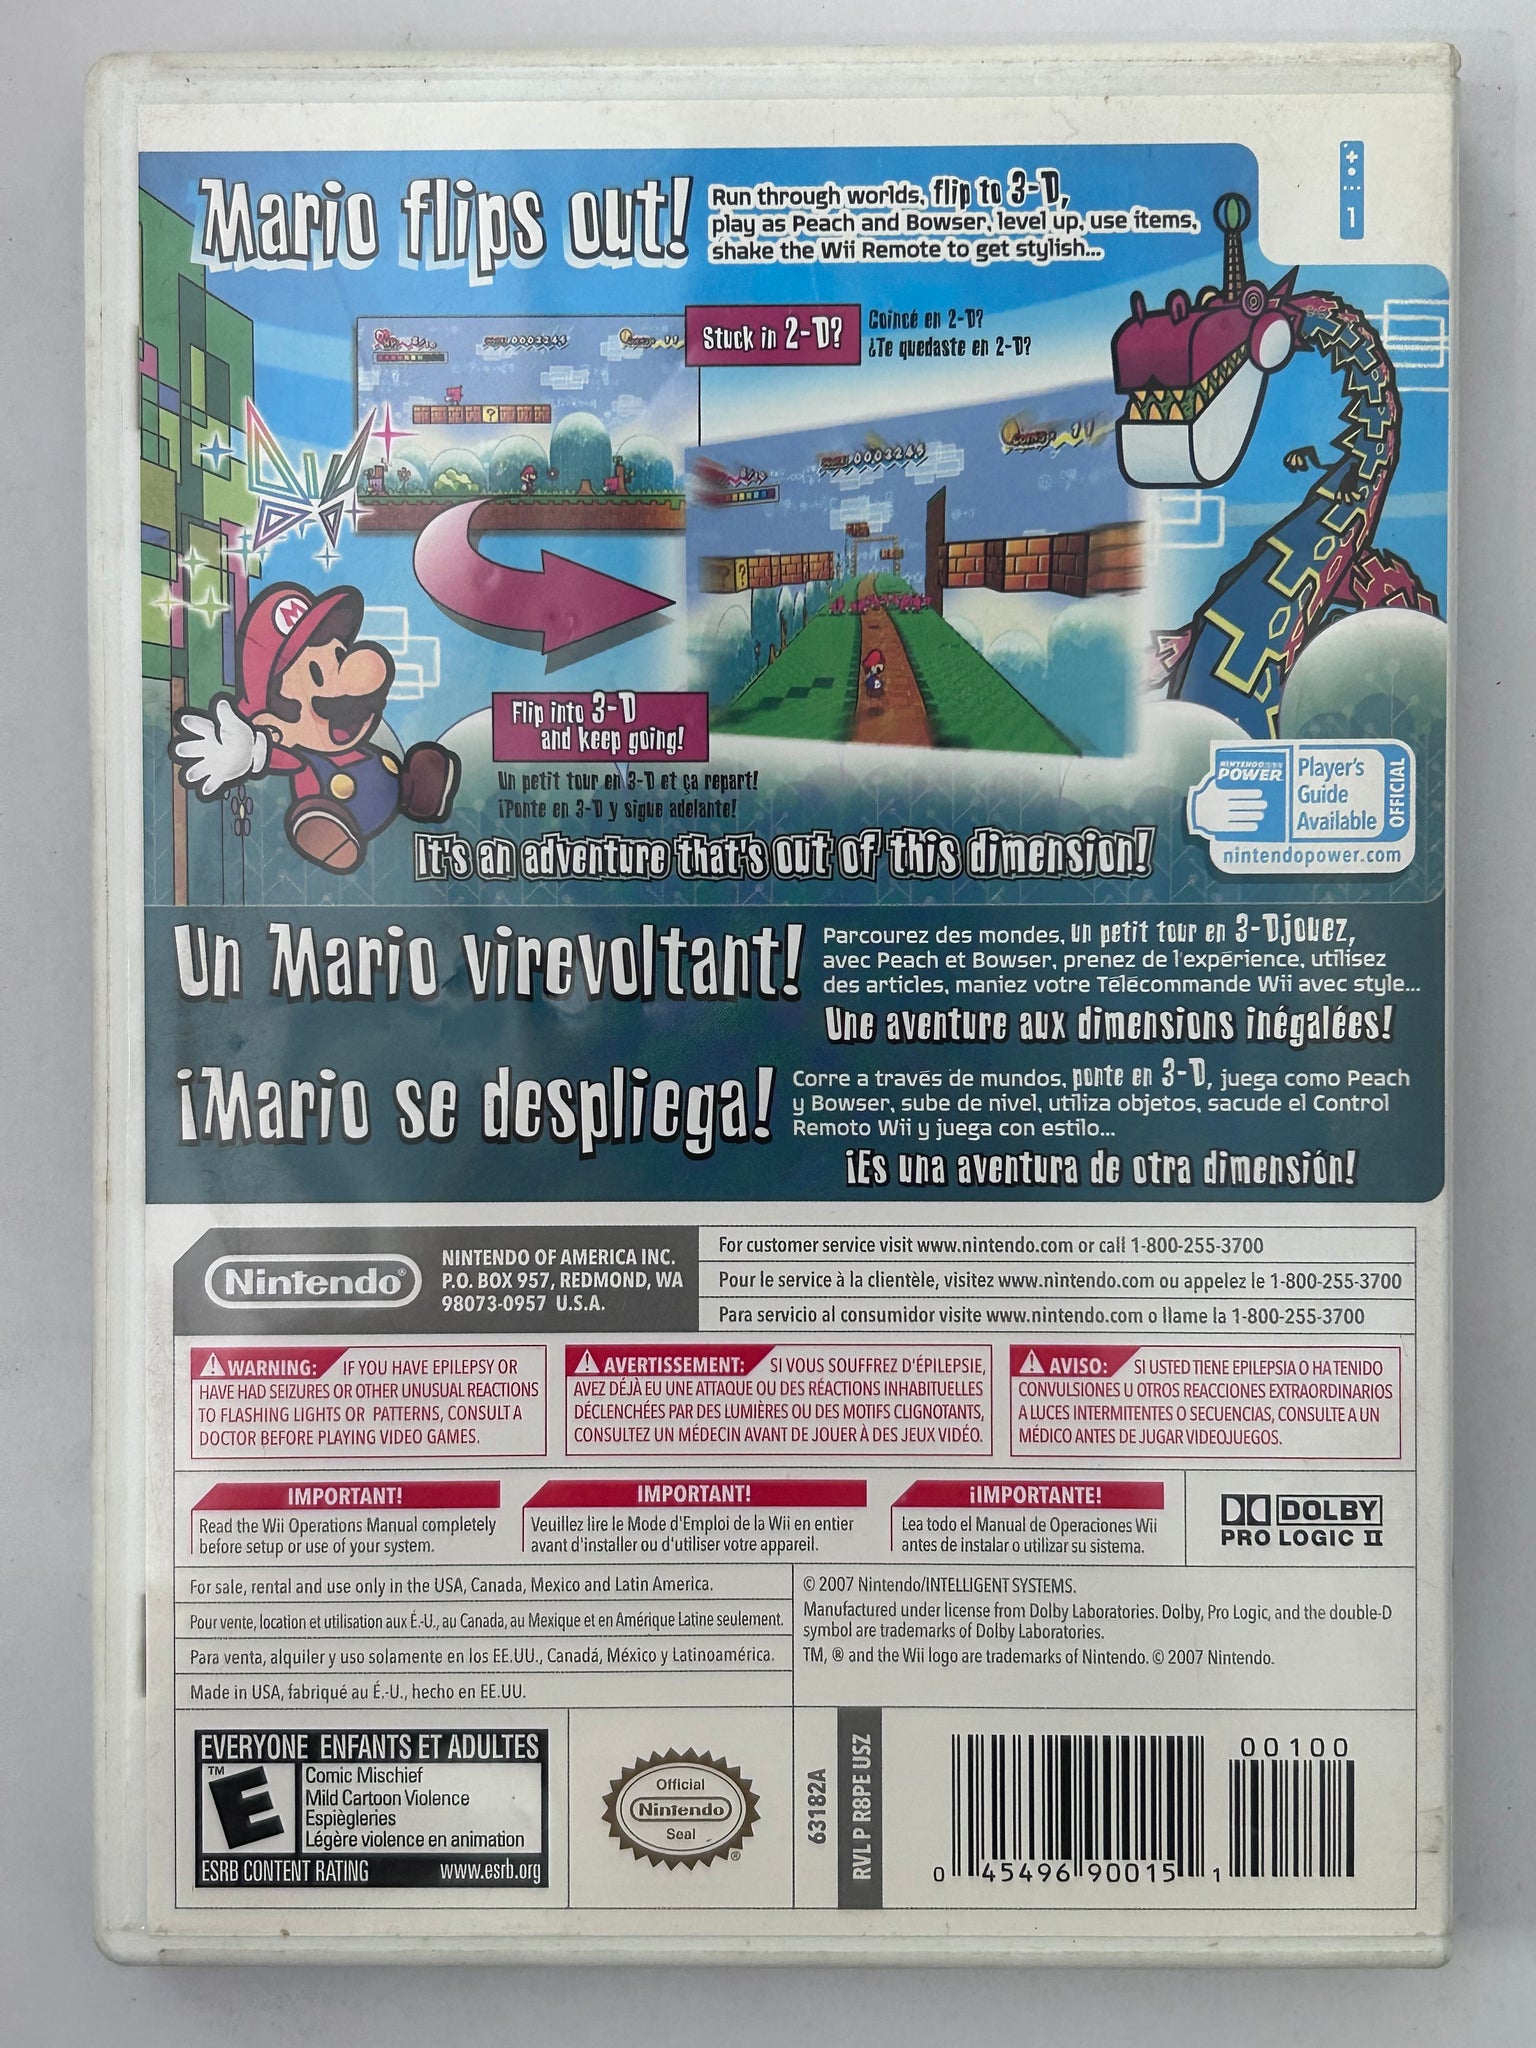 Mario flips out!
Run through worlds, flip to 3-D,
play as Peach and Bowser, level up, use items,
shake the Wii Remote to get stylish...
1
Stuck in 2-D?
Coincé en 2-D?
¿Te quedaste en 2-D?
0003245
11
0003245
11
M
Flip into 3-D
and keep going!
Un petit tour en 3-D et ça repart!
¡Ponte en 3-D y sigue adelante!
NINTENDO
POWER
Player's
Guide
Available
OFFICIAL
nintendopower.com
It's an adventure that's out of this dimension!
Un Mario virevoltant!
Parcourez des mondes, un petit tour en 3-Djouez,
avec Peach et Bowser, prenez de l'expérience, utilisez
des articles, maniez votre Télécommande Wii avec style...
Une aventure aux dimensions inégalées!
¡Mario se despliega!
Corre a través de mundos, ponte en 3-D, juega como Peach
y Bowser, sube de nivel, utiliza objetos, sacude el Control
Remoto Wii y juega con estilo...
¡Es una aventura de otra dimensión!
Nintendo®
NINTENDO OF AMERICA INC.
P.O. BOX 957, REDMOND, WA
98073-0957 U.S.A.
For customer service visit www.nintendo.com or call 1-800-255-3700
Pour le service à la clientèle, visitez www.nintendo.com ou appelez le 1-800-255-3700
Para servicio al consumidor visite www.nintendo.com o llame la 1-800-255-3700
WARNING: IF YOU HAVE EPILEPSY OR
HAVE HAD SEIZURES OR OTHER UNUSUAL REACTIONS
TO FLASHING LIGHTS OR PATTERNS, CONSULT A
DOCTOR BEFORE PLAYING VIDEO GAMES.
AVERTISSEMENT: SI VOUS SOUFFREZ D'ÉPILEPSIE,
AVEZ DÉJÀ EU UNE ATTAQUE OU DES RÉACTIONS INHABITUELLES
DÉCLENCHÉES PAR DES LUMIÈRES OU DES MOTIFS CLIGNOTANTS,
CONSULTEZ UN MÉDECIN AVANT DE JOUER À DES JEUX VIDÉO.
AVISO: SI USTED TIENE EPILEPSIA O HA TENIDO
CONVULSIONES U OTROS REACCIONES EXTRAORDINARIOS
A LUCES INTERMITENTES O SECUENCIAS, CONSULTE A UN
MÉDICO ANTES DE JUGAR VIDEOJUEGOS.
IMPORTANT!
Read the Wii Operations Manual completely
before setup or use of your system.
IMPORTANT!
Veuillez lire le Mode d'Emploi de la Wii en entier
avant d'installer ou d'utiliser votre appareil.
¡IMPORTANTE!
Lea todo el Manual de Operaciones Wii
antes de instalar o utilizar su sistema.
DOLBY
PRO LOGIC II
For sale, rental and use only in the USA, Canada, Mexico and Latin America.
Pour vente, location et utilisation aux É.-U., au Canada, au Mexique et en Amérique Latine seulement.
Para venta, alquiler y uso solamente en los EE.UU., Canadá, México y Latinoamérica.
Made in USA, fabriqué au É.-U., hecho en EE.UU.
© 2007 Nintendo/INTELLIGENT SYSTEMS.
Manufactured under license from Dolby Laboratories. Dolby, Pro Logic, and the double-D
symbol are trademarks of Dolby Laboratories.
TM, ® and the Wii logo are trademarks of Nintendo. © 2007 Nintendo.
EVERYONE ENFANTS ET ADULTES
TM
E
Comic Mischief
Mild Cartoon Violence
Espiègleries
Légère violence en animation
ESRB CONTENT RATING www.esrb.org
Official
Nintendo
Seal
®
63182A
RVL P R8PE USZ
00100
0 45496 90015 1